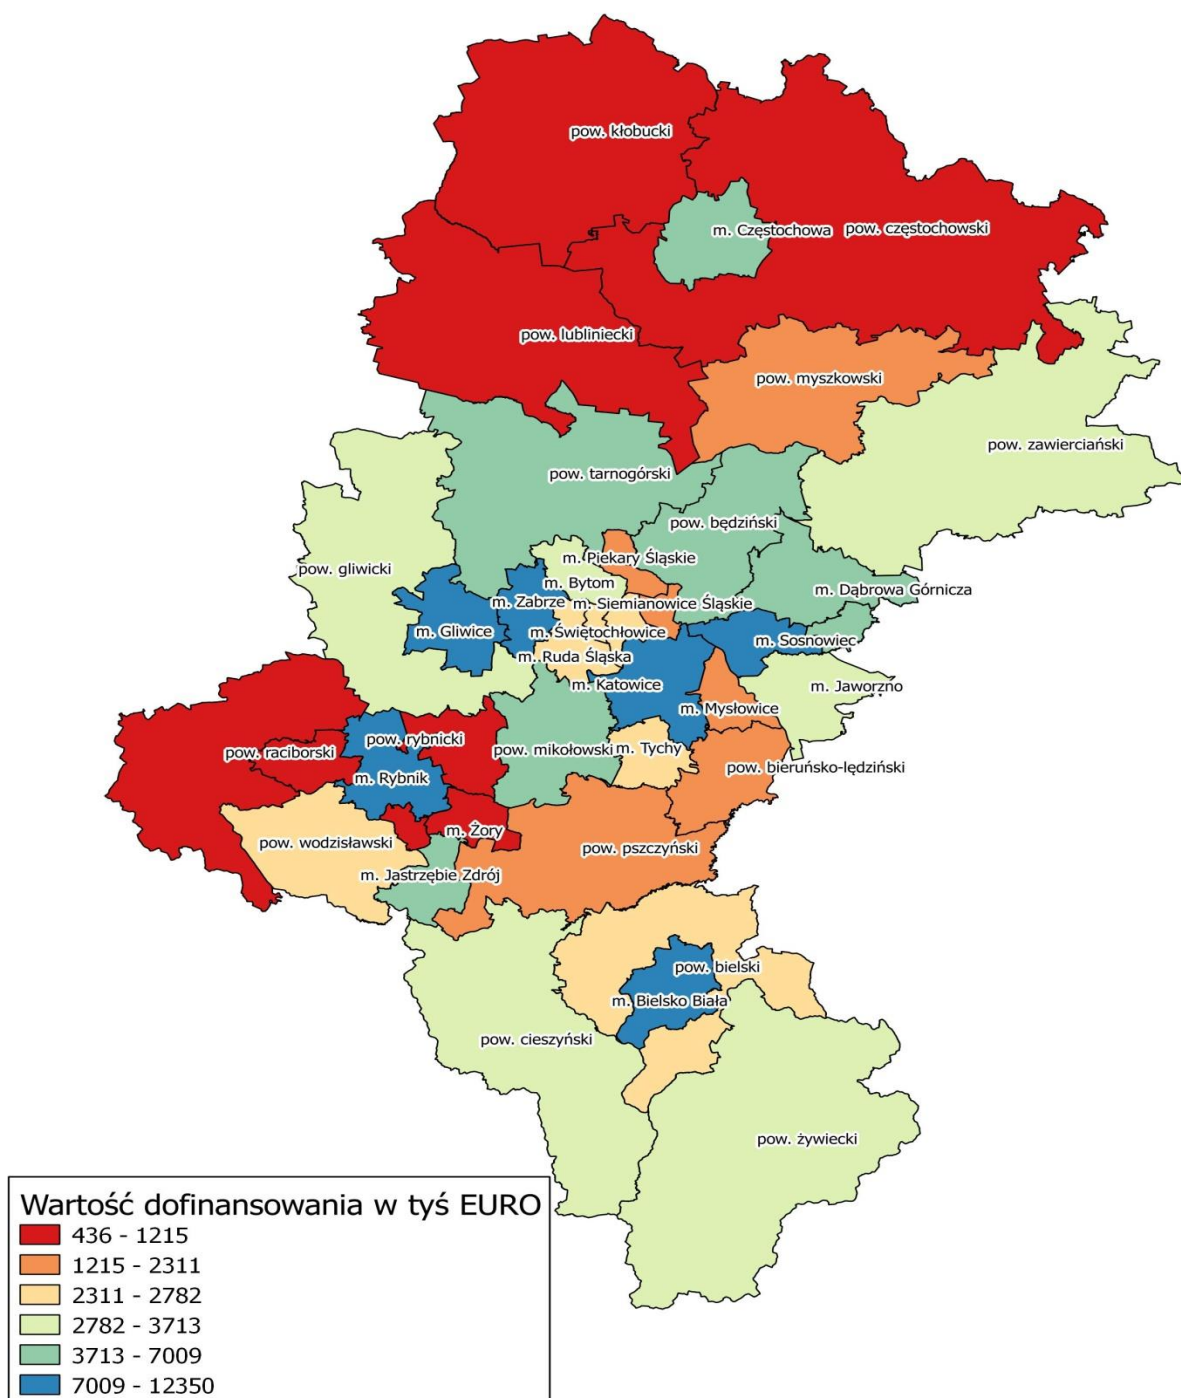 pow. kłobucki
m. Częstochowa
pow. częstochowski
pow. lubliniecki
pow. myszkowski
pow. zawierciański
pow. tarnogórski
pow. będziński
m. Piekary Śląskie
pow. gliwicki
m. Bytom
m. Dąbrowa Górnicza
m. Zabrze
m. Siemianowice Śląskie
m. Gliwice
m. Świętochłowice
m. Sosnowiec
m. Ruda Śląska
m. Katowice
m. Jaworzno
m. Mysłowice
pow. rybnicki
pow. raciborski
pow. mikołowski
m. Tychy
pow. bieruńsko-lędziński
m. Rybnik
m. Żory
pow. wodzisławski
pow. pszczyński
m. Jastrzębie Zdrój
pow. bielski
m. Bielsko Biała
pow. cieszyński
pow. żywiecki
Wartość dofinansowania w tyś EURO
436 - 1215
1215 - 2311
2311 - 2782
2782 - 3713
3713 - 7009
7009 - 12350